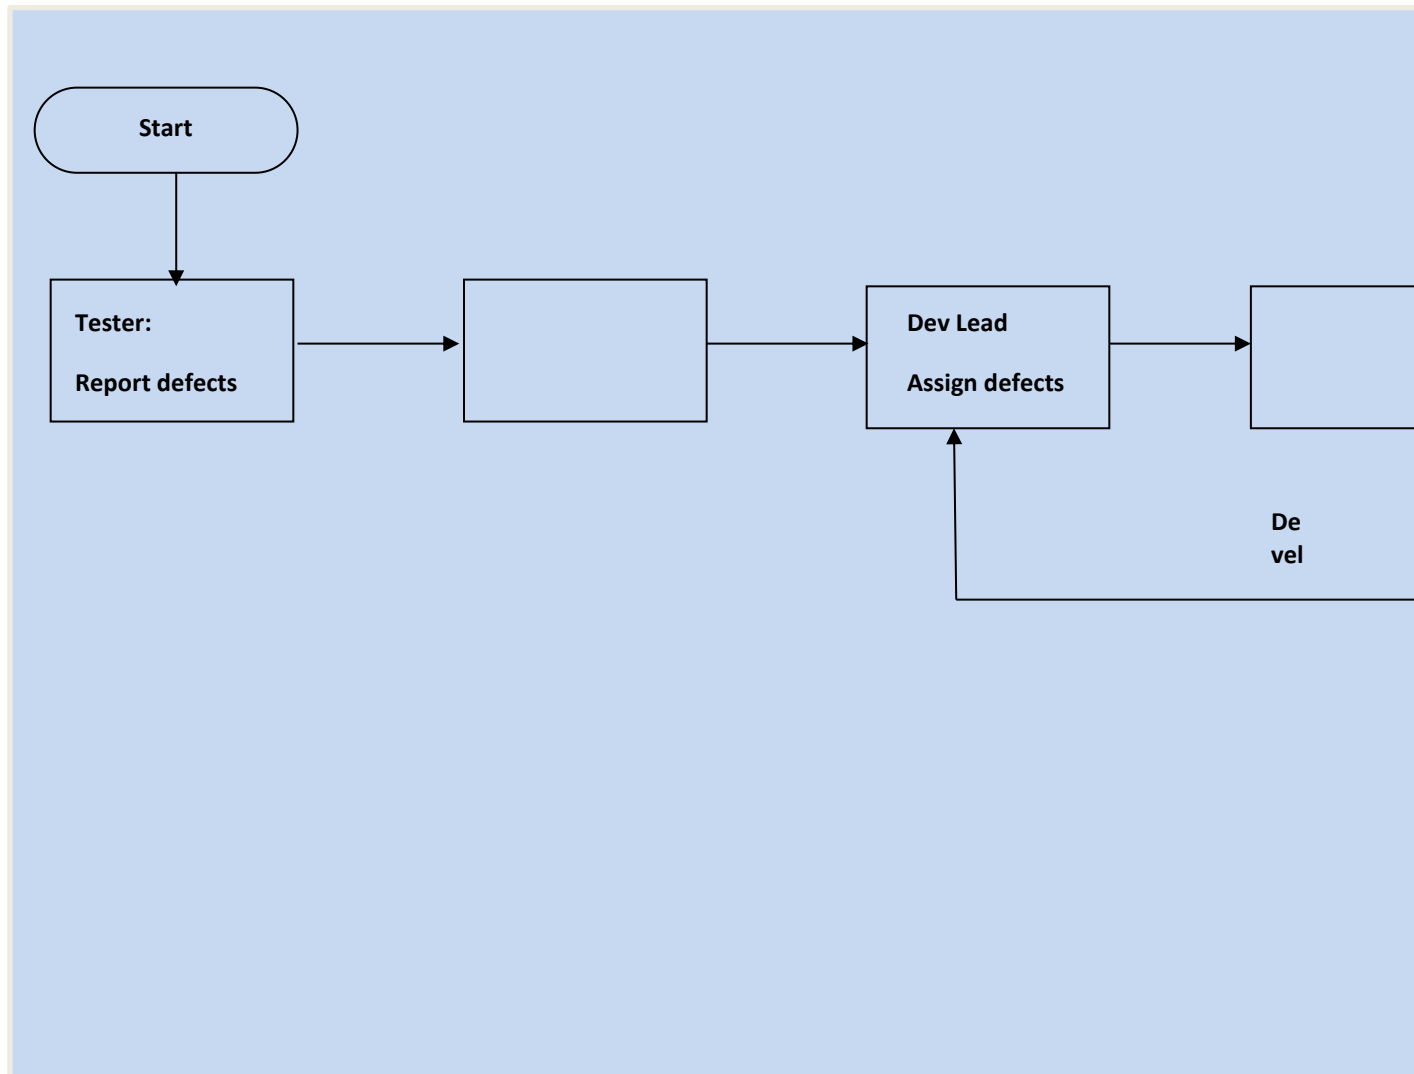 Start
Tester:
Report defects
Dev Lead
Assign defects
De
vel